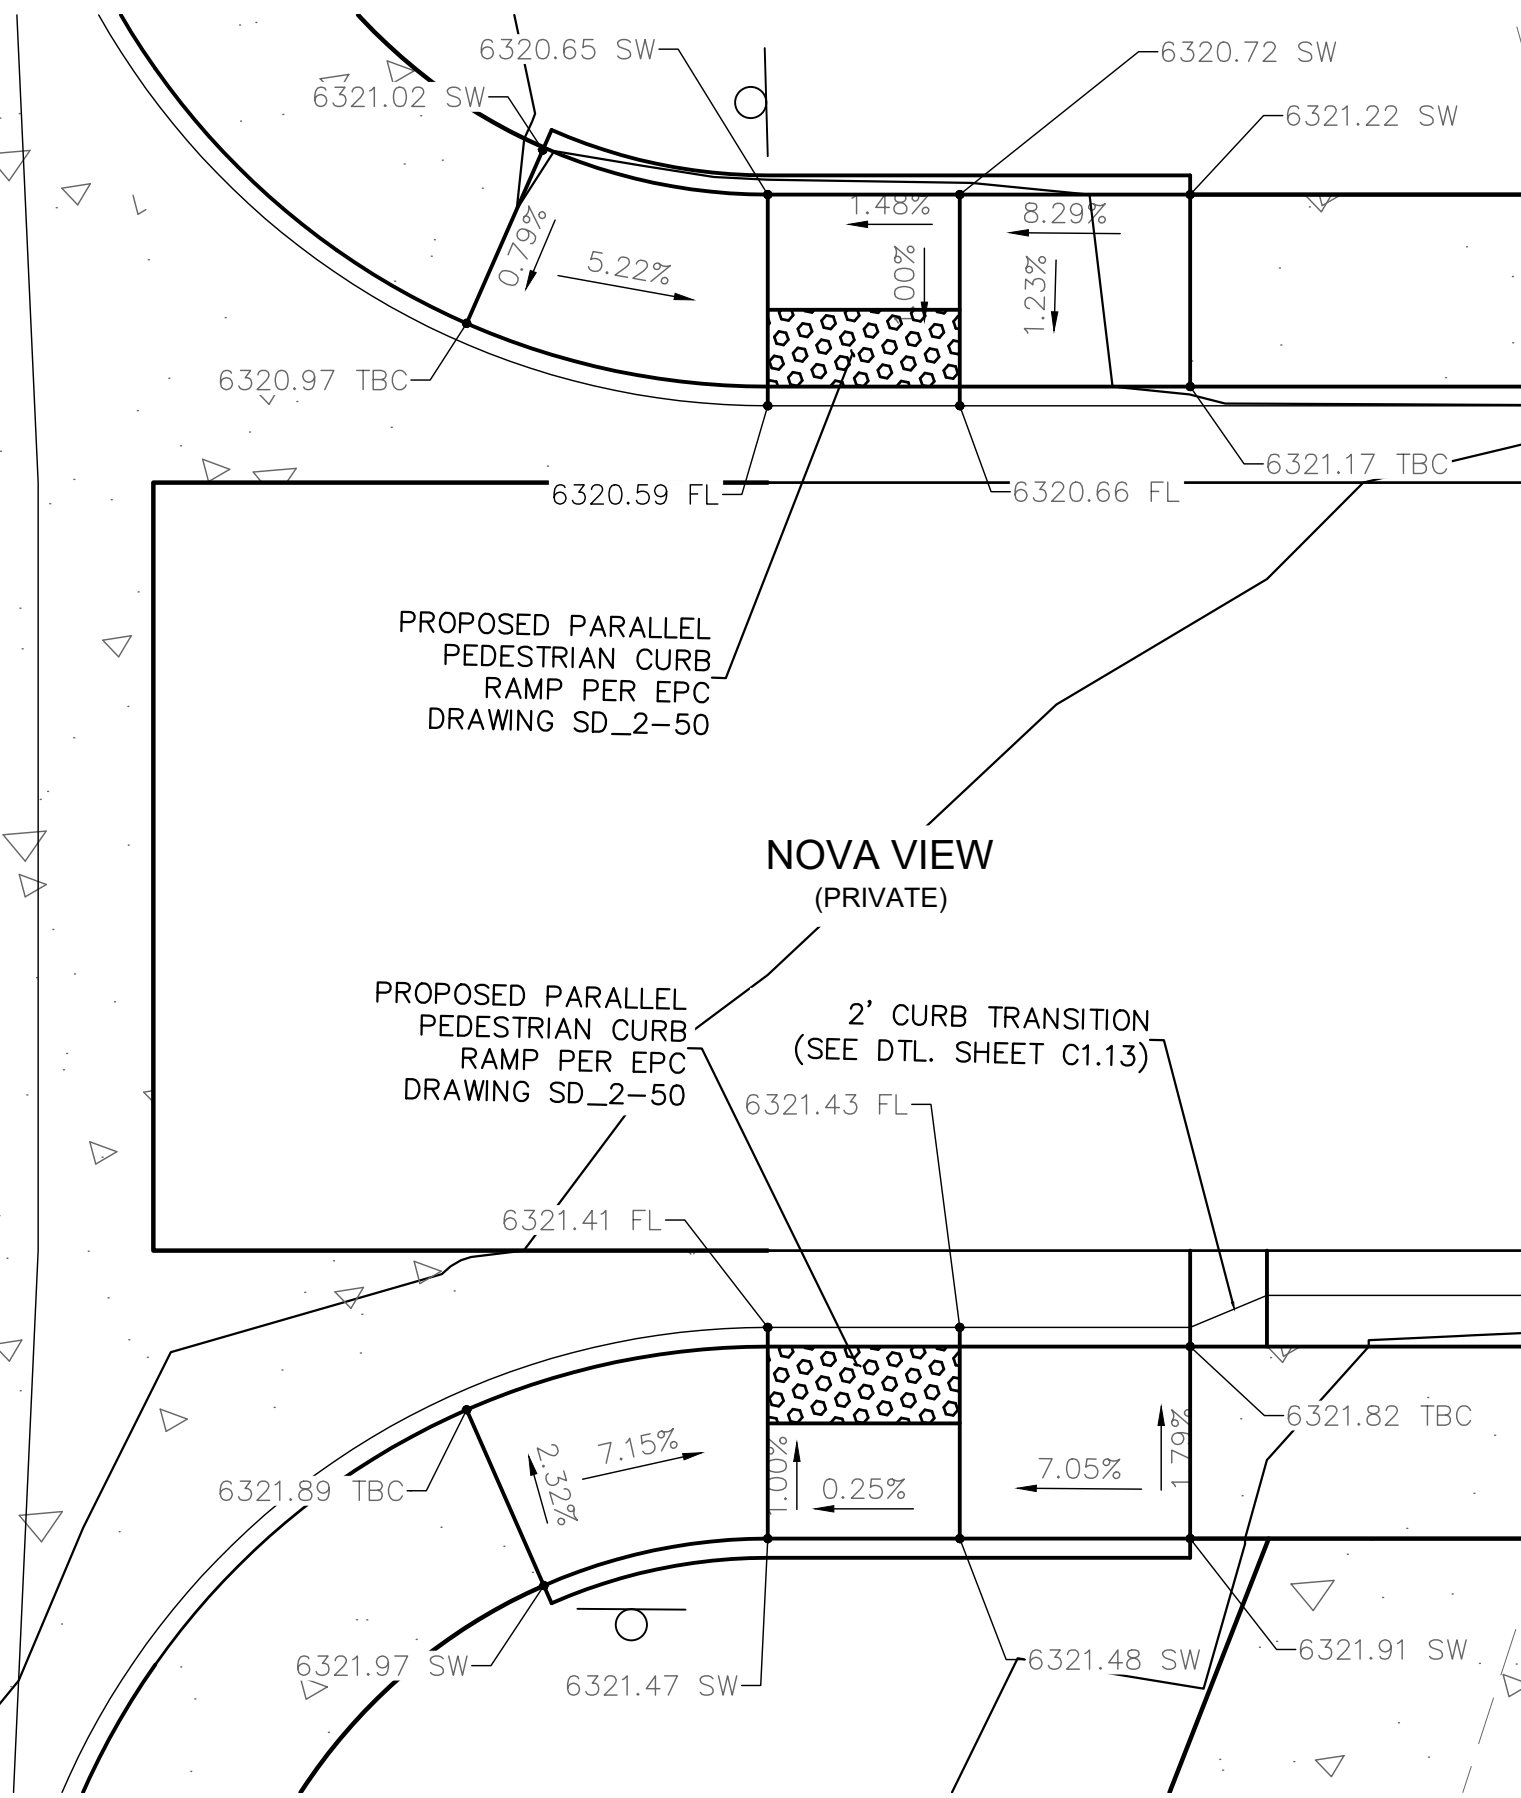 6320.65 SW
6320.72 SW
6321.02 SW
6321.22 SW
1.48%
8.29%
0.79%
5.22%
1.23%
6320.97 TBC
6321.17 TBC
6320.59 FL
6320.66 FL
PROPOSED PARALLEL
PEDESTRIAN CURB
RAMP PER EPC
DRAWING SD_2-50
NOVA VIEW
(PRIVATE)
PROPOSED PARALLEL
PEDESTRIAN CURB
RAMP PER EPC
DRAWING SD_2-50
2' CURB TRANSITION
(SEE DTL. SHEET C1.13)
6321.43 FL
6321.41 FL
6321.82 TBC
7.15%
2.32%
1.00%
0.25%
7.05%
1.79%
6321.89 TBC
6321.97 SW
6321.47 SW
6321.48 SW
6321.91 SW